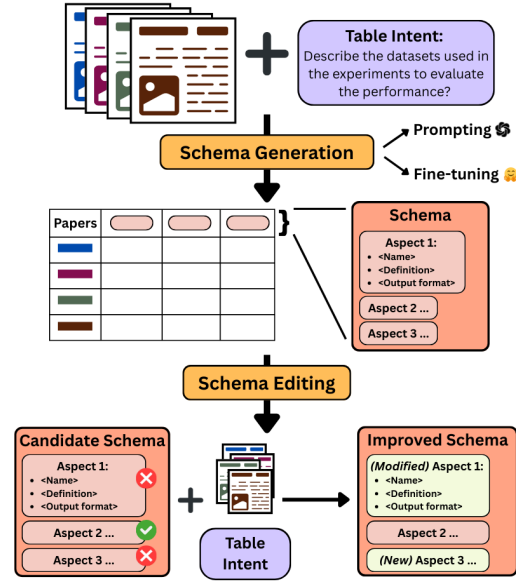 Table Intent:
Describe the datasets used in
the experiments to evaluate
the performance?
Schema Generation
Prompting
Fine-tuning
Papers
Schema
Aspect 1:
• <Name>
• <Definition>
• <Output format>
Aspect 2 ...
Aspect 3 ...
Schema Editing
Candidate Schema
Aspect 1:
• <Name>
• <Definition>
• <Output format>
Aspect 2 ...
Aspect 3 ...
Table
Intent
Improved Schema
(Modified) Aspect 1:
• <Name>
• <Definition>
• <Output format>
Aspect 2 ...
(New) Aspect 3 ...